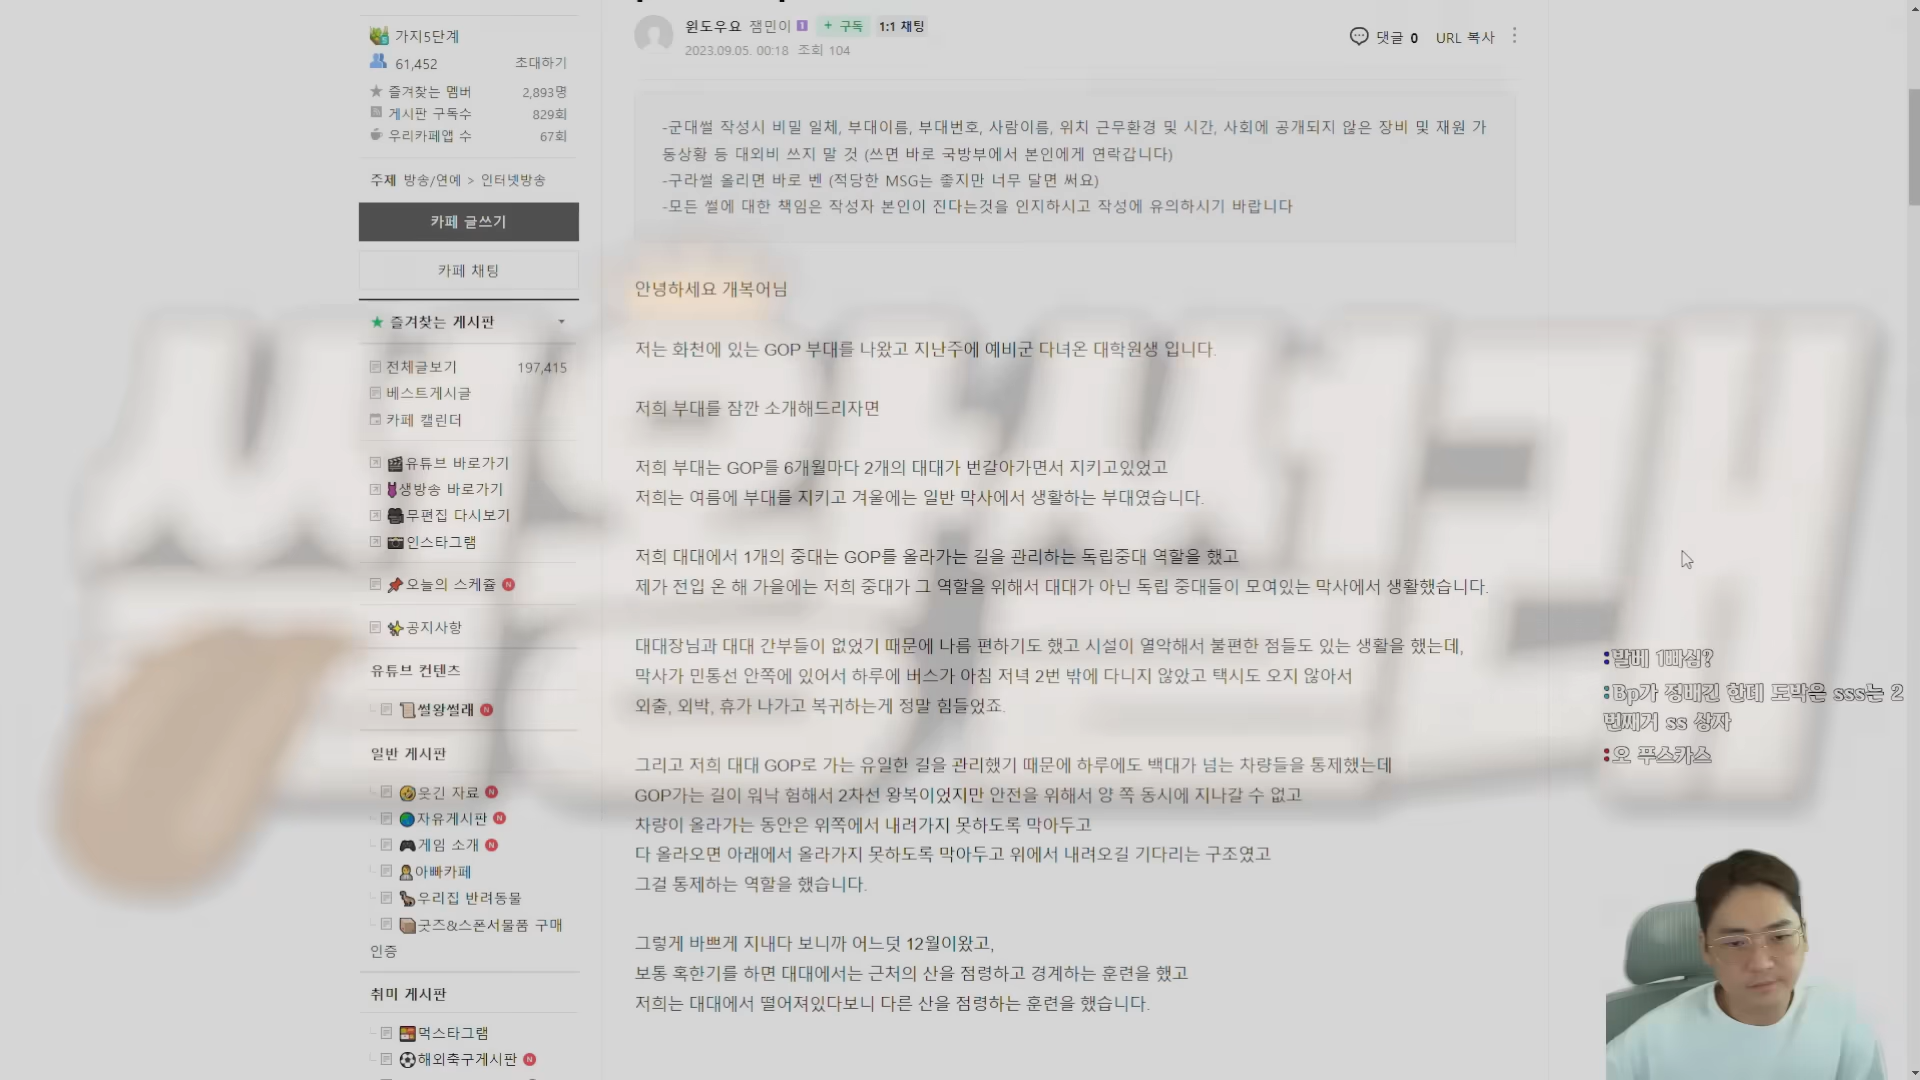 가지5단계
61,452 초대하기
즐겨찾는 멤버 2,893명
게시판 구독수 829회
우리카페앱 수 67회
주제 방송/연예 > 인터넷방송
카페 글쓰기
카페 채팅
즐겨찾는 게시판
전체글보기 197,415
베스트게시글
카페 캘린더
유튜브 바로가기
생방송 바로가기
무편집 다시보기
인스타그램
오늘의 스케쥴 N
공지사항
유튜브 컨텐츠
썰왕썰래 N
일반 게시판
웃긴 자료 N
자유게시판 N
게임 소개 N
아빠카페
우리집 반려동물
굿즈&스폰서물품 구매
인증
취미 게시판
먹스타그램
해외축구게시판 N
윈도우요 잼민이 1 + 구독 1:1 채팅
2023.09.05. 00:18 조회 104
댓글 0 URL 복사
-군대썰 작성시 비밀 일체, 부대이름, 부대번호, 사람이름, 위치 근무환경 및 시간, 사회에 공개되지 않은 장비 및 재원 가
동상황 등 대외비 쓰지 말 것 (쓰면 바로 국방부에서 본인에게 연락갑니다)
-구라썰 올리면 바로 벤 (적당한 MSG는 좋지만 너무 달면 써요)
-모든 썰에 대한 책임은 작성자 본인이 진다는것을 인지하시고 작성에 유의하시기 바랍니다
안녕하세요 개복어님
저는 화천에 있는 GOP 부대를 나왔고 지난주에 예비군 다녀온 대학원생 입니다.
저희 부대를 잠깐 소개해드리자면
저희 부대는 GOP를 6개월마다 2개의 대대가 번갈아가면서 지키고있었고
저희는 여름에 부대를 지키고 겨울에는 일반 막사에서 생활하는 부대였습니다.
저희 대대에서 1개의 중대는 GOP를 올라가는 길을 관리하는 독립중대 역할을 했고
제가 전입 온 해 가을에는 저희 중대가 그 역할을 위해서 대대가 아닌 독립 중대들이 모여있는 막사에서 생활했습니다.
대대장님과 대대 간부들이 없었기 때문에 나름 편하기도 했고 시설이 열악해서 불편한 점들도 있는 생활을 했는데,
막사가 민통선 안쪽에 있어서 하루에 버스가 아침 저녁 2번 밖에 다니지 않았고 택시도 오지 않아서
외출, 외박, 휴가 나가고 복귀하는게 정말 힘들었죠.
그리고 저희 대대 GOP로 가는 유일한 길을 관리했기 때문에 하루에도 백대가 넘는 차량들을 통제했는데
GOP가는 길이 워낙 험해서 2차선 왕복이었지만 안전을 위해서 양 쪽 동시에 지나갈 수 없고
차량이 올라가는 동안은 위쪽에서 내려가지 못하도록 막아두고
다 올라오면 아래에서 올라가지 못하도록 막아두고 위에서 내려오길 기다리는 구조였고
그걸 통제하는 역할을 했습니다.
그렇게 바쁘게 지내다 보니까 어느덧 12월이왔고,
보통 혹한기를 하면 대대에서는 근처의 산을 점령하고 경계하는 훈련을 했고
저희는 대대에서 떨어져있다보니 다른 산을 점령하는 훈련을 했습니다.
:발베 1빠싱?
:Bp가 정배긴 한데 도박은 sss는 2
번째거 ss 상자
:오 푸스카스